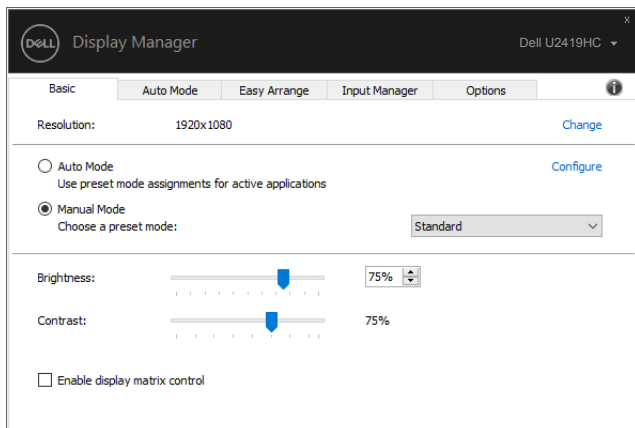 x
DELL Display Manager Dell U2419HC
Basic Auto Mode Easy Arrange Input Manager Options i
Resolution: 1920x1080 Change
Auto Mode Configure
Use preset mode assignments for active applications
Manual Mode
Choose a preset mode: Standard
Brightness: 75%
Contrast: 75%
Enable display matrix control